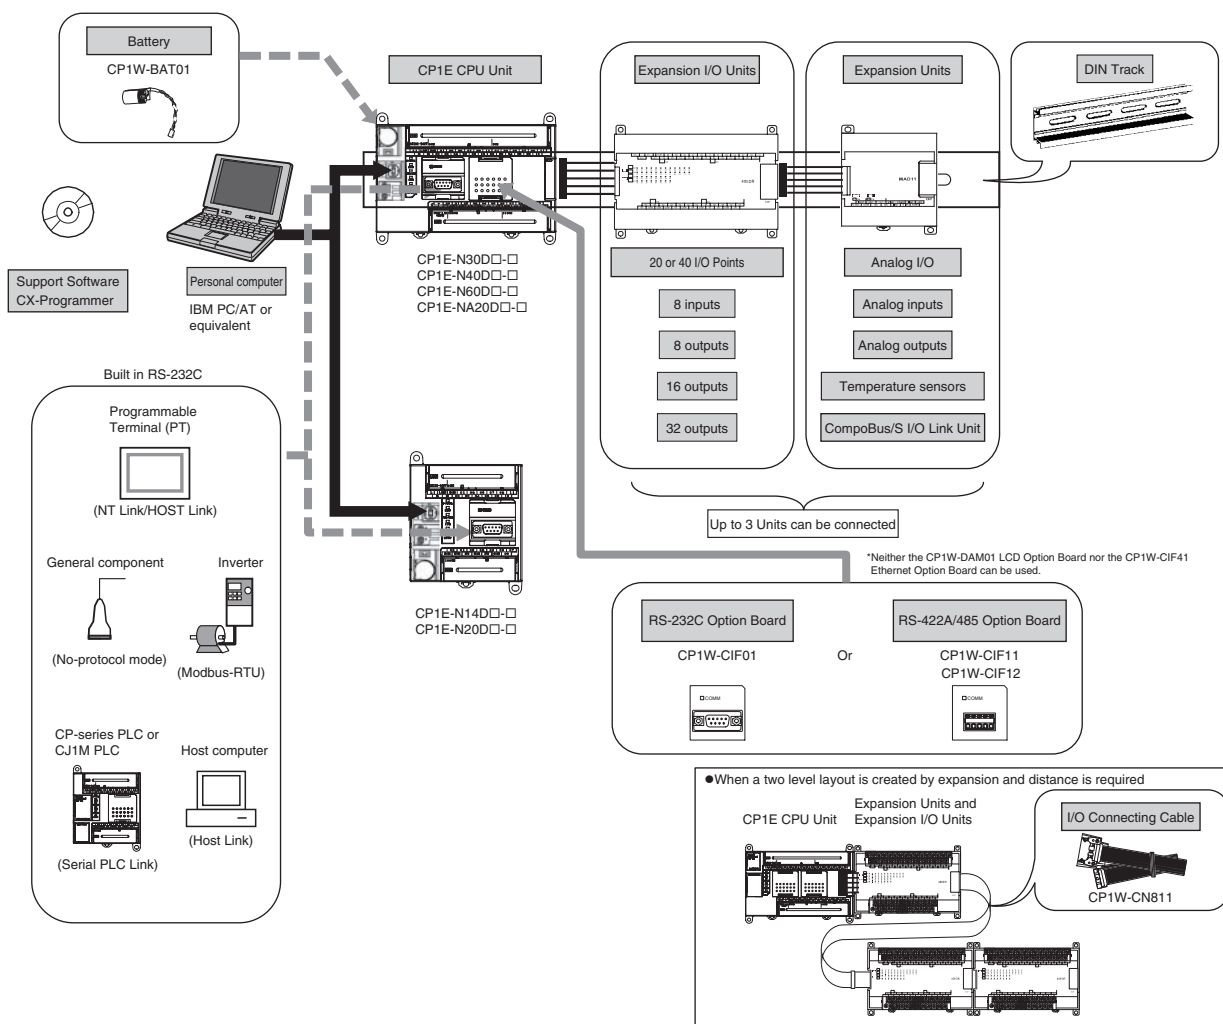 Battery
CP1W-BAT01
CP1E CPU Unit
Expansion I/O Units
Expansion Units
DIN Track
MAD11
CP1E-N30D□-□
CP1E-N40D□-□
CP1E-N60D□-□
CP1E-NA20D□-□
Support Software
CX-Programmer
Personal computer
IBM PC/AT or
equivalent
20 or 40 I/O Points
8 inputs
8 outputs
16 outputs
32 outputs
Analog I/O
Analog inputs
Analog outputs
Temperature sensors
CompoBus/S I/O Link Unit
Up to 3 Units can be connected
Built in RS-232C
Programmable
Terminal (PT)
(NT Link/HOST Link)
General component
(No-protocol mode)
Inverter
(Modbus-RTU)
CP-series PLC or
CJ1M PLC
(Serial PLC Link)
Host computer
(Host Link)
CP1E-N14D□-□
CP1E-N20D□-□
*Neither the CP1W-DAM01 LCD Option Board nor the CP1W-CIF41
Ethernet Option Board can be used.
RS-232C Option Board
CP1W-CIF01
COMM
Or
RS-422A/485 Option Board
CP1W-CIF11
CP1W-CIF12
COMM
●When a two level layout is created by expansion and distance is required
CP1E CPU Unit
Expansion Units and
Expansion I/O Units
I/O Connecting Cable
CP1W-CN811